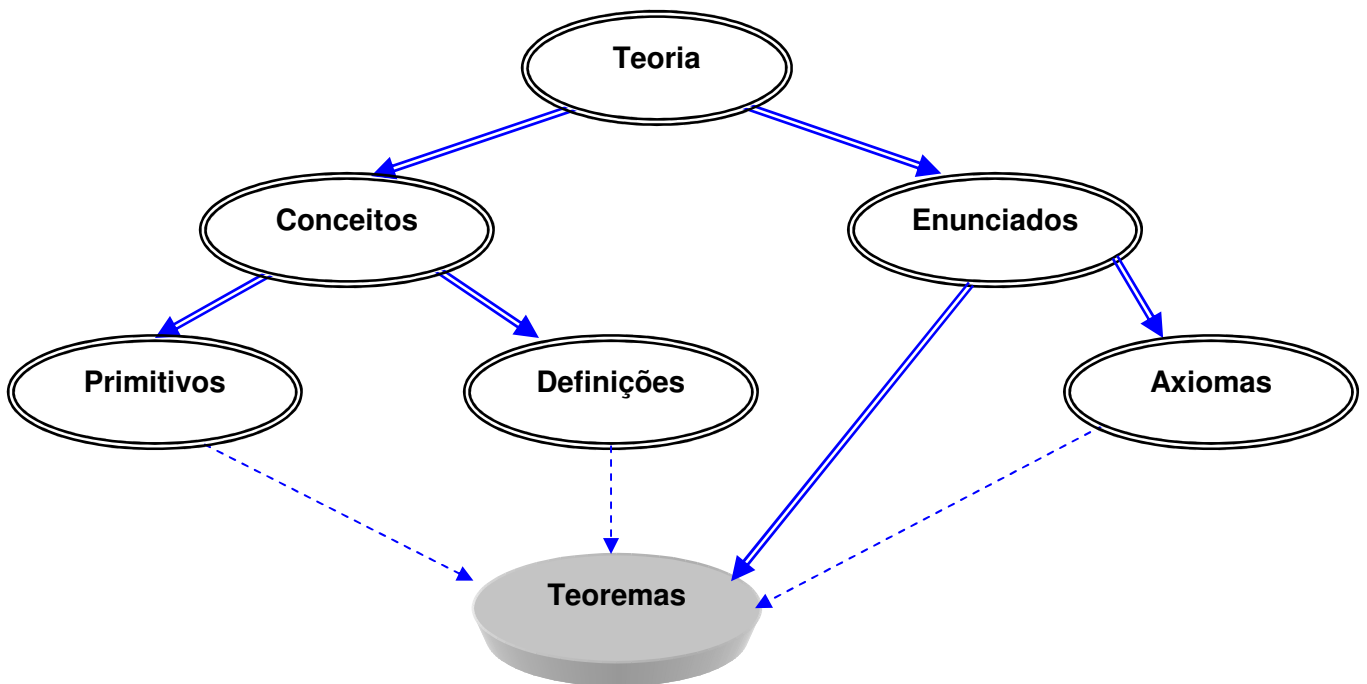 Teoria
Conceitos
Enunciados
Primitivos
Definições
Axiomas
Teoremas